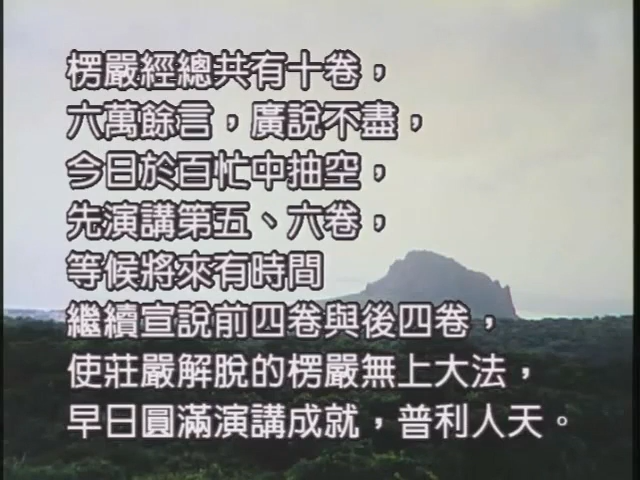 楞嚴經總共有十卷，
六萬餘言，廣說不盡，
今日於百忙中抽空，
先演講第五、六卷，
等候將來有時間
繼續宣說前四卷與後四卷，
使莊嚴解脫的楞嚴無上大法，
早日圓滿演講成就，普利人天。